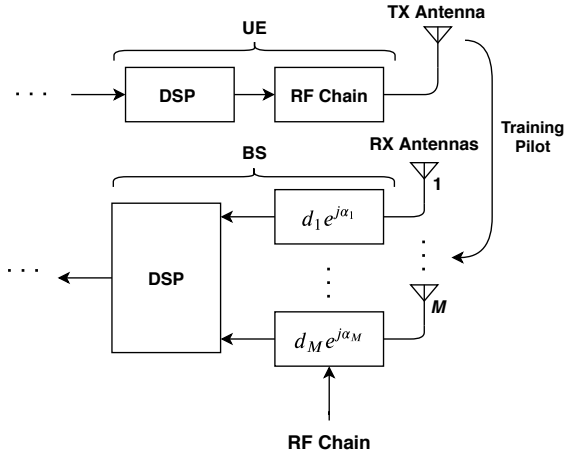 TX Antenna
UE
. . .
DSP
RF Chain
Training
Pilot
RX Antennas
BS
1
d_1 e^{jα_1}
. . .
DSP
. . .
. . .
M
d_M e^{jα_M}
RF Chain